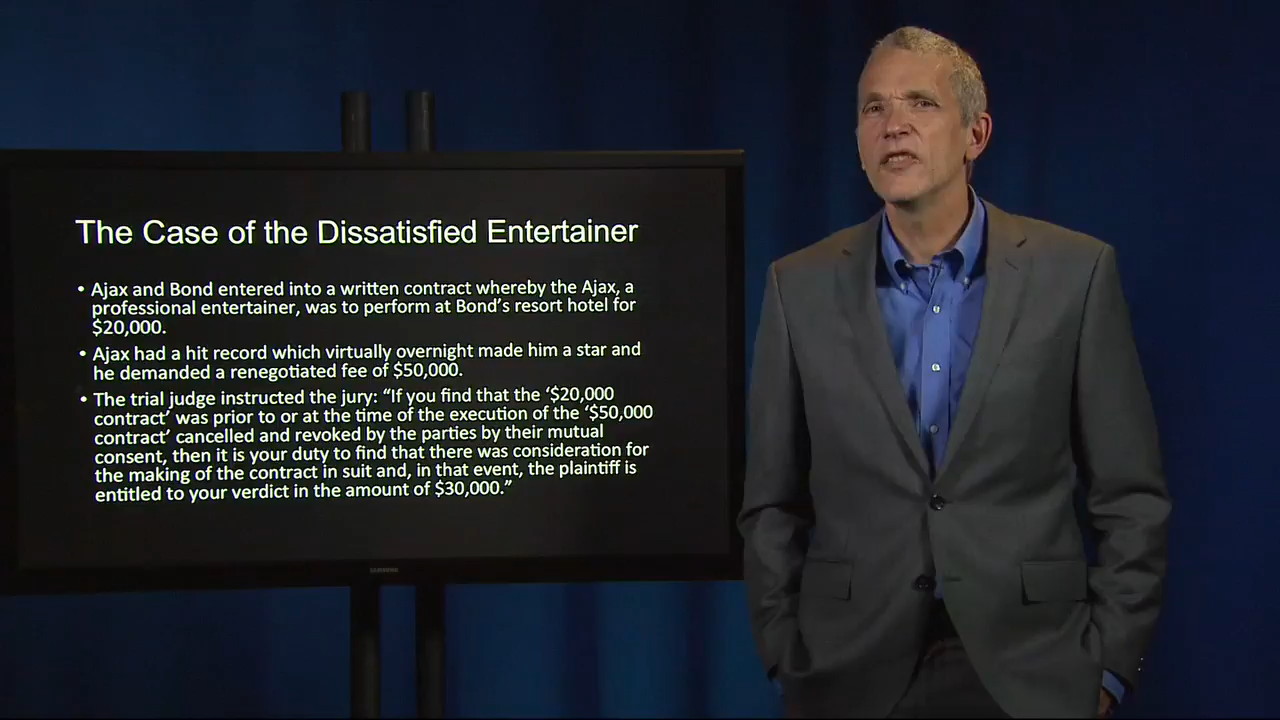 The Case of the Dissatisfied Entertainer
• Ajax and Bond entered into a written contract whereby the Ajax, a
professional entertainer, was to perform at Bond's resort hotel for
$20,000.
• Ajax had a hit record which virtually overnight made him a star and
he demanded a renegotiated fee of $50,000.
• The trial judge instructed the jury: “If you find that the ‘$20,000
contract’ was prior to or at the time of the execution of the ‘$50,000
contract’ cancelled and revoked by the parties by their mutual
consent, then it is your duty to find that there was consideration for
the making of the contract in suit and, in that event, the plaintiff is
entitled to your verdict in the amount of $30,000.”
SAMSUNG